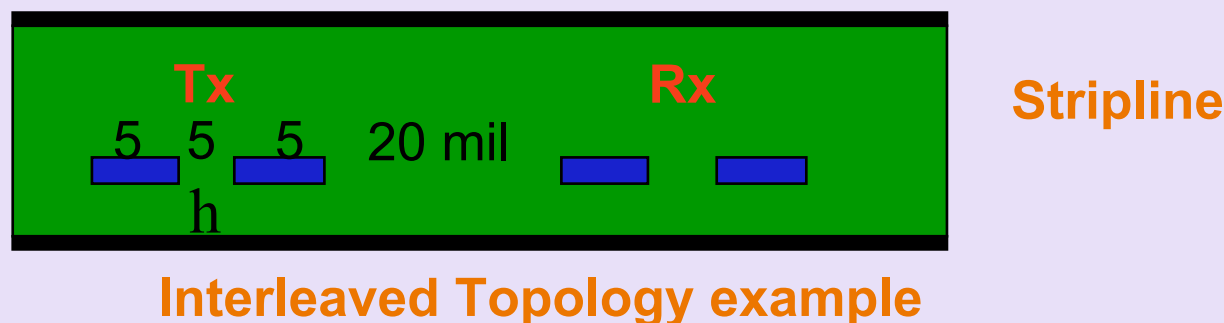 Tx Rx
Stripline
5 5 5 20 mil
h
Interleaved Topology example